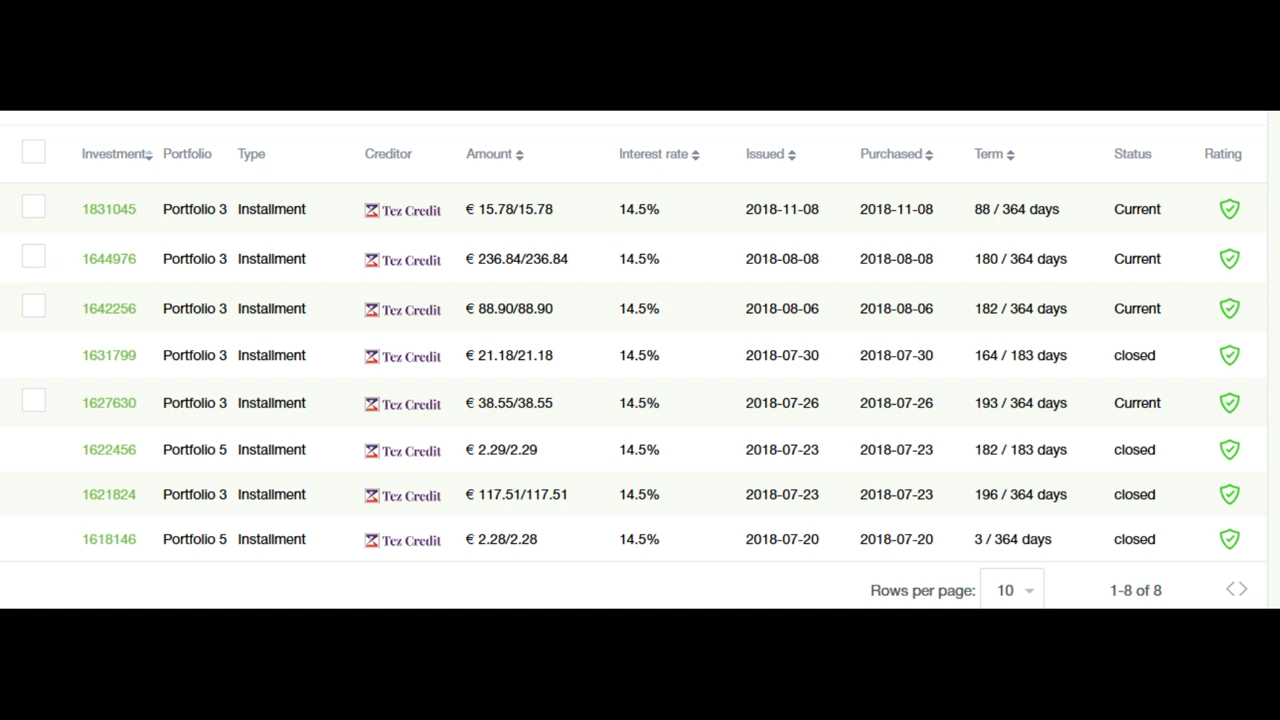 Investment Portfolio Type Creditor Amount Interest rate Issued Purchased Term Status Rating
1831045 Portfolio 3 Installment Tez Credit € 15.78/15.78 14.5% 2018-11-08 2018-11-08 88 / 364 days Current
1644976 Portfolio 3 Installment Tez Credit € 236.84/236.84 14.5% 2018-08-08 2018-08-08 180 / 364 days Current
1642256 Portfolio 3 Installment Tez Credit € 88.90/88.90 14.5% 2018-08-06 2018-08-06 182 / 364 days Current
1631799 Portfolio 3 Installment Tez Credit € 21.18/21.18 14.5% 2018-07-30 2018-07-30 164 / 183 days closed
1627630 Portfolio 3 Installment Tez Credit € 38.55/38.55 14.5% 2018-07-26 2018-07-26 193 / 364 days Current
1622456 Portfolio 5 Installment Tez Credit € 2.29/2.29 14.5% 2018-07-23 2018-07-23 182 / 183 days closed
1621824 Portfolio 3 Installment Tez Credit € 117.51/117.51 14.5% 2018-07-23 2018-07-23 196 / 364 days closed
1618146 Portfolio 5 Installment Tez Credit € 2.28/2.28 14.5% 2018-07-20 2018-07-20 3 / 364 days closed
Rows per page: 10 1-8 of 8